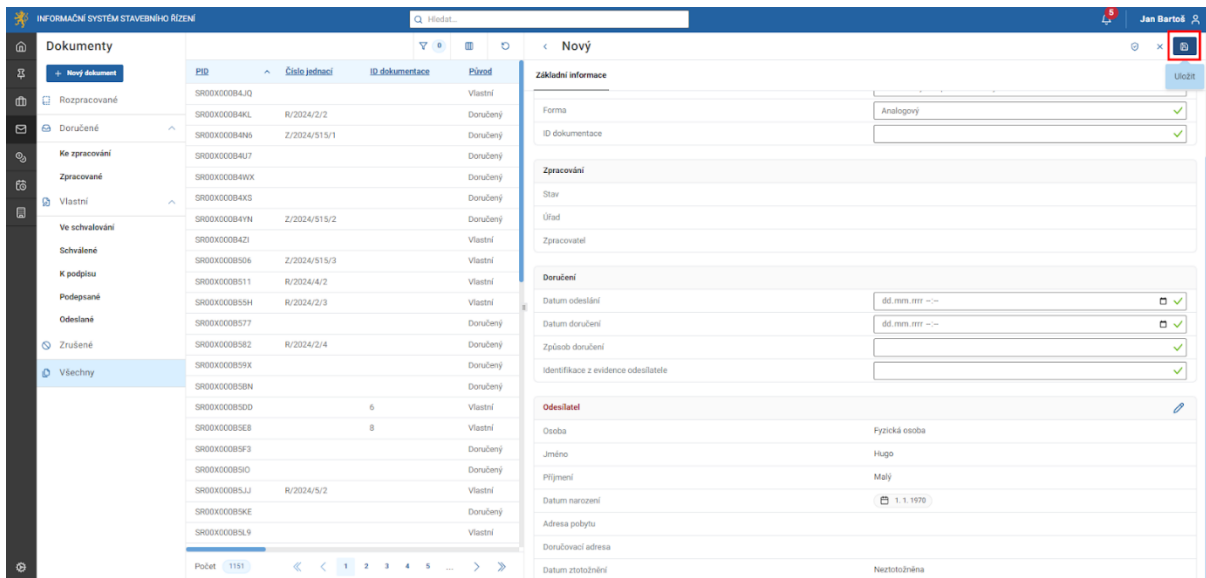 INFORMAČNÍ SYSTÉM STAVEBNÍHO ŘÍZENÍ
Hledat...
5
Jan Bartoš
Dokumenty
0
+ Nový dokument
Rozpracované
Doručené
Ke zpracování
Zpracované
Vlastní
Ve schvalování
Schválené
K podpisu
Podepsané
Odeslané
Zrušené
Všechny
PID Číslo jednací ID dokumentace Původ
SR00X000B4JQ Vlastní
SR00X000B4KL R/2024/2/2 Doručený
SR00X000B4N6 Z/2024/515/1 Doručený
SR00X000B4U7 Doručený
SR00X000B4WX Doručený
SR00X000B4XS Doručený
SR00X000B4YN Z/2024/515/2 Doručený
SR00X000B4ZI Vlastní
SR00X000B506 Z/2024/515/3 Vlastní
SR00X000B511 R/2024/4/2 Vlastní
SR00X000B55H R/2024/2/3 Vlastní
SR00X000B577 Doručený
SR00X000B582 R/2024/2/4 Doručený
SR00X000B59X Doručený
SR00X000B5BN Doručený
SR00X000B5DD 6 Vlastní
SR00X000B5E8 8 Vlastní
SR00X000B5F3 Doručený
SR00X000B5IO Doručený
SR00X000B5JJ R/2024/5/2 Vlastní
SR00X000B5KE Doručený
SR00X000B5L9 Vlastní
Počet 1151 1 2 3 4 5 ...
Nový
Uložit
Základní informace
Forma Analogový
ID dokumentace
Zpracování
Stav
Úřad
Zpracovatel
Doručení
Datum odeslání dd.mm.rrrr --:--
Datum doručení dd.mm.rrrr --:--
Způsob doručení
Identifikace z evidence odesílatele
Odesílatel
Osoba Fyzická osoba
Jméno Hugo
Příjmení Malý
Datum narození 1. 1. 1970
Adresa pobytu
Doručovací adresa
Datum ztotožnění Neztotožněna